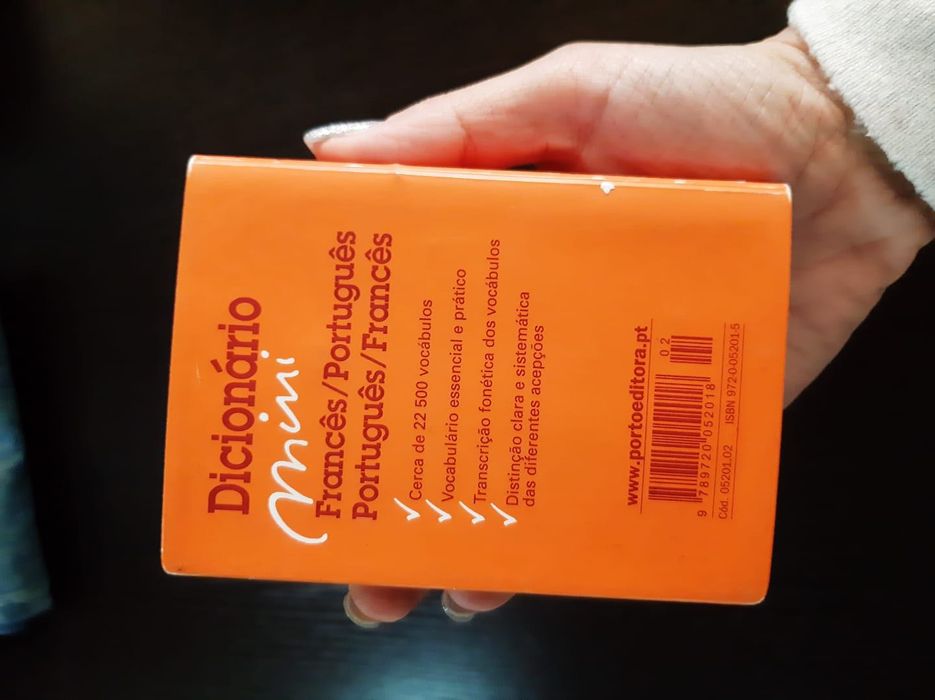 Dicionário
mini
Francês/Português
Português/Francês
Cerca de 22 500 vocábulos
Vocabulário essencial e prático
Transcrição fonética dos vocábulos
Distinção clara e sistemática
das diferentes acepções
www.portoeditora.pt
02
9 789720 052018
Cód. 05201.02 ISBN 972-0-05201-5